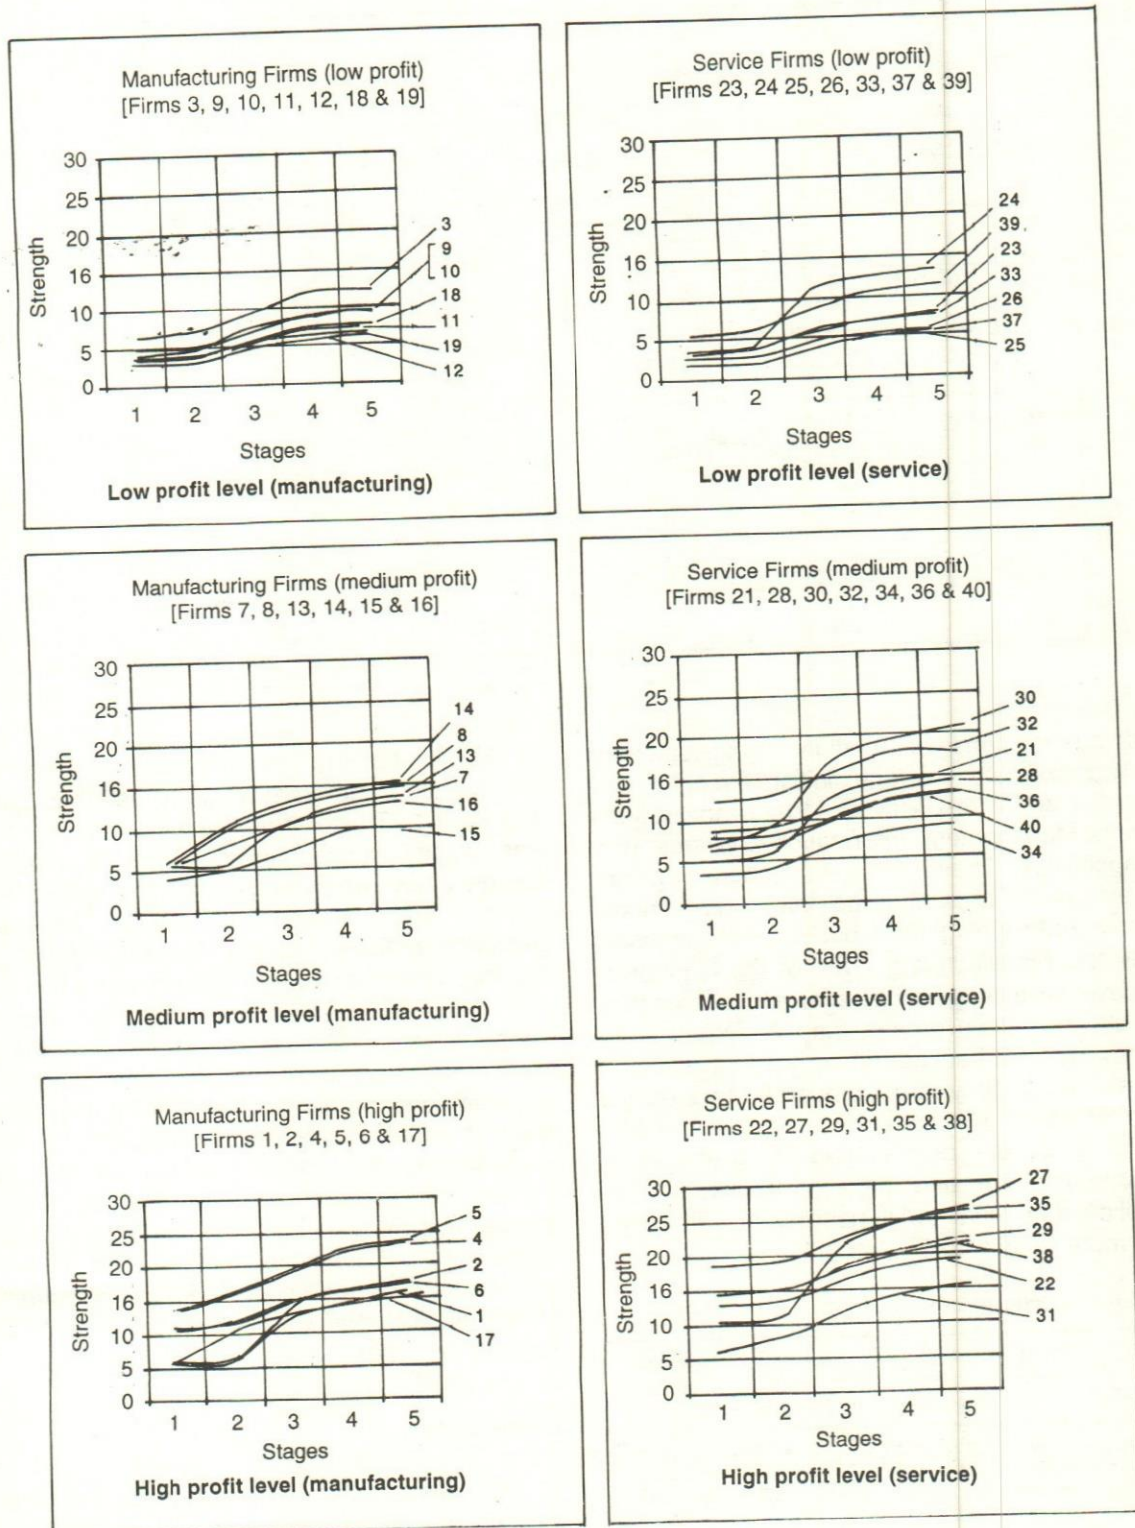 Manufacturing Firms (low profit)
[Firms 3, 9, 10, 11, 12, 18 & 19]
30
25
20
16
10
5
0
Strength
3
9
10
18
11
19
12
1 2 3 4 5
Stages
Low profit level (manufacturing)
Service Firms (low profit)
[Firms 23, 24 25, 26, 33, 37 & 39]
30
25
20
16
10
5
0
Strength
24
39
23
33
26
37
25
1 2 3 4 5
Stages
Low profit level (service)
Manufacturing Firms (medium profit)
[Firms 7, 8, 13, 14, 15 & 16]
30
25
20
16
10
5
0
Strength
14
8
13
7
16
15
1 2 3 4 5
Stages
Medium profit level (manufacturing)
Service Firms (medium profit)
[Firms 21, 28, 30, 32, 34, 36 & 40]
30
25
20
16
10
5
0
Strength
30
32
21
28
36
40
34
1 2 3 4 5
Stages
Medium profit level (service)
Manufacturing Firms (high profit)
[Firms 1, 2, 4, 5, 6 & 17]
30
25
20
16
10
5
0
Strength
5
4
2
6
1
17
1 2 3 4 5
Stages
High profit level (manufacturing)
Service Firms (high profit)
[Firms 22, 27, 29, 31, 35 & 38]
30
25
20
16
10
5
0
Strength
27
35
29
38
22
31
1 2 3 4 5
Stages
High profit level (service)